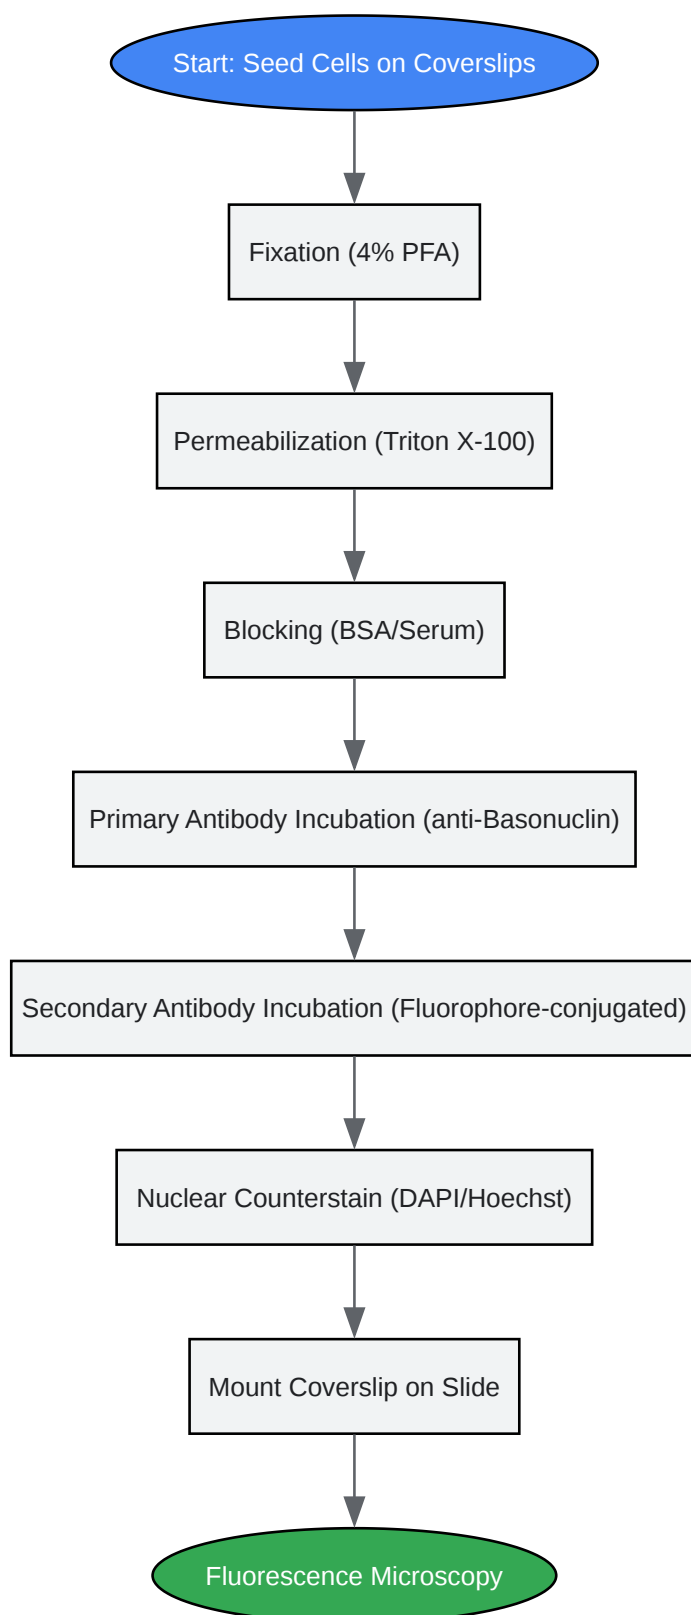 Start: Seed Cells on Coverslips
Fixation (4% PFA)
Permeabilization (Triton X-100)
Blocking (BSA/Serum)
Primary Antibody Incubation (anti-Basonuclin)
Secondary Antibody Incubation (Fluorophore-conjugated)
Nuclear Counterstain (DAPI/Hoechst)
Mount Coverslip on Slide
Fluorescence Microscopy